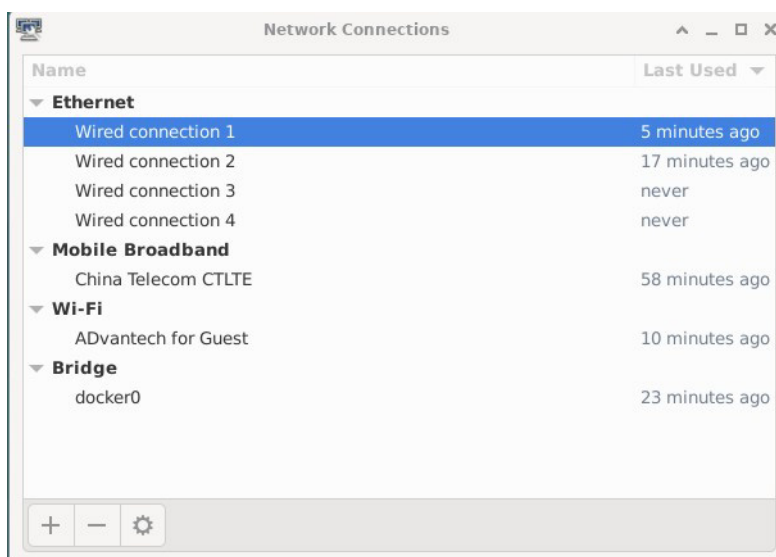 Network Connections
Name Last Used
Ethernet
Wired connection 1 5 minutes ago
Wired connection 2 17 minutes ago
Wired connection 3 never
Wired connection 4 never
Mobile Broadband
China Telecom CTLTE 58 minutes ago
Wi-Fi
ADvantech for Guest 10 minutes ago
Bridge
docker0 23 minutes ago